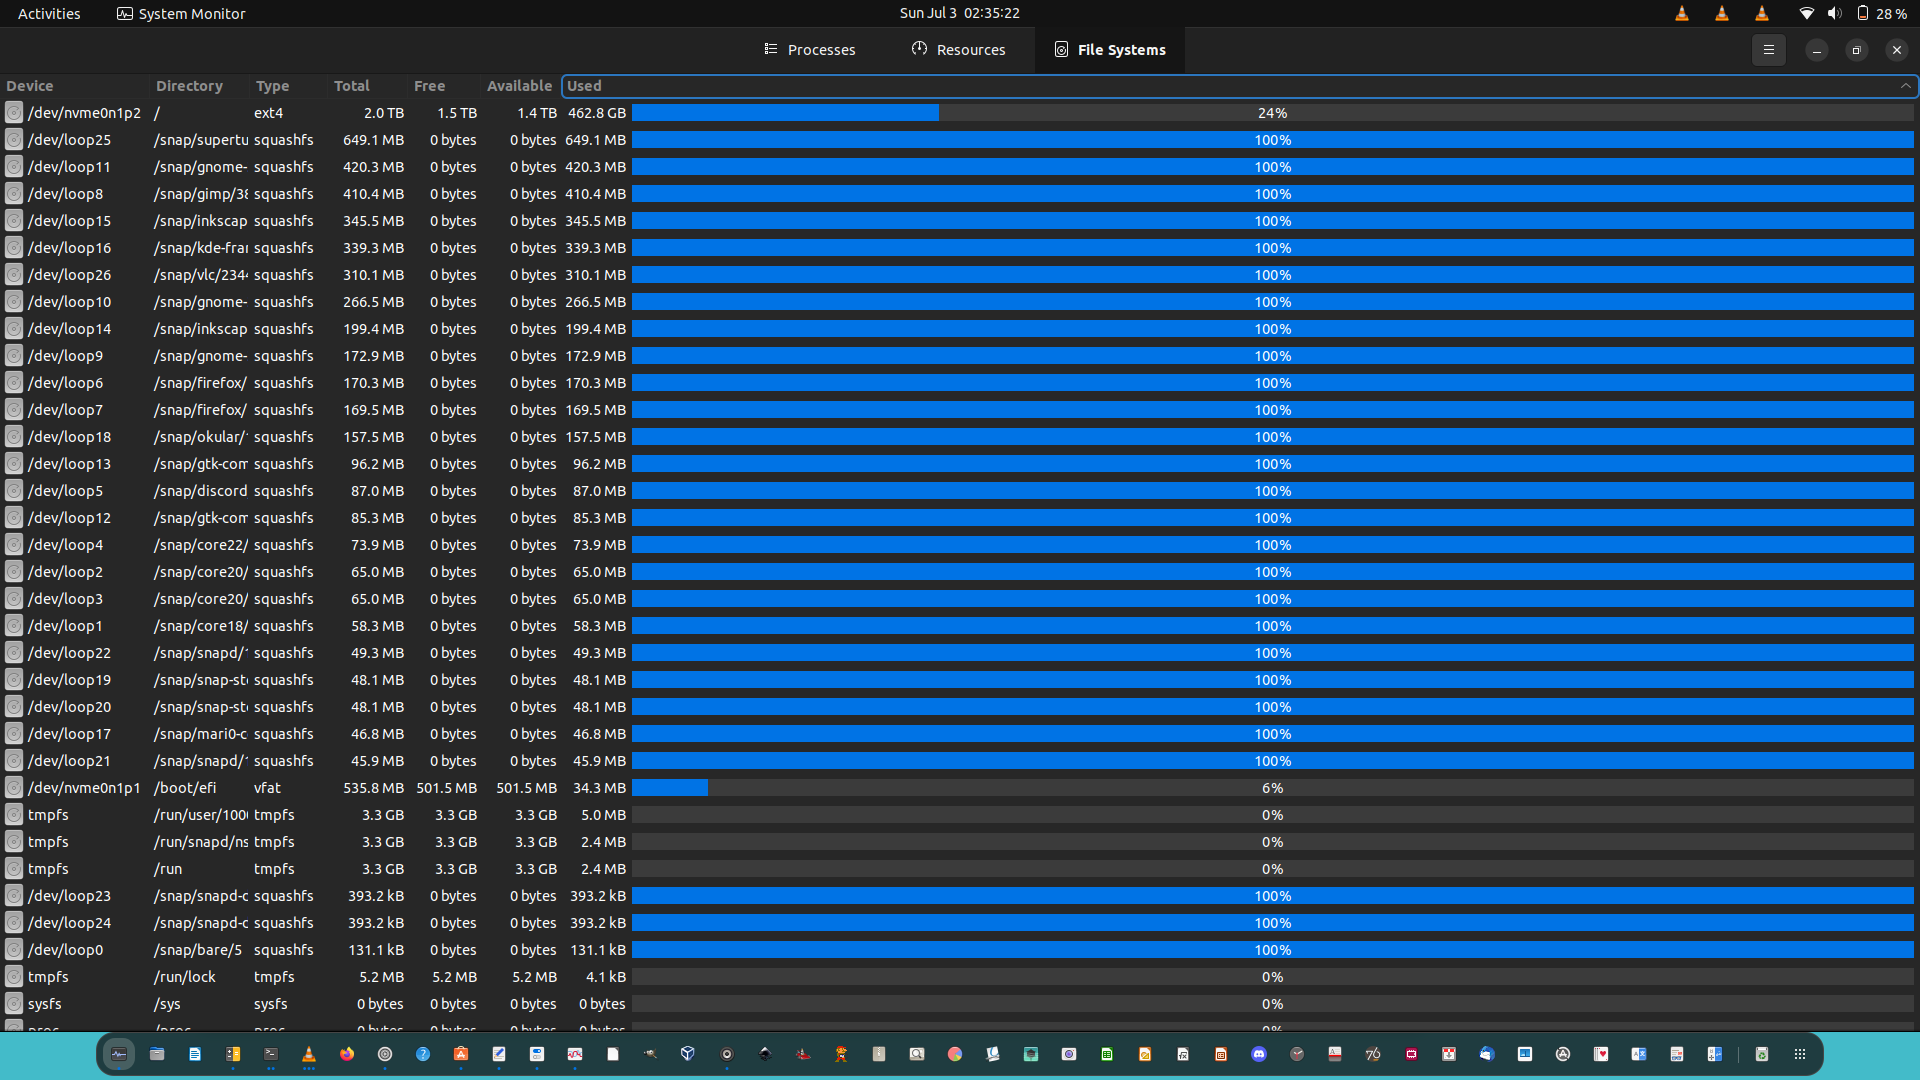 Activities System Monitor Sun Jul 3 02:35:22 28 %
Processes Resources File Systems
Device Directory Type Total Free Available Used
/dev/nvme0n1p2 / ext4 2.0 TB 1.5 TB 1.4 TB 462.8 GB 24%
/dev/loop25 /snap/supertu squashfs 649.1 MB 0 bytes 0 bytes 649.1 MB 100%
/dev/loop11 /snap/gnome- squashfs 420.3 MB 0 bytes 0 bytes 420.3 MB 100%
/dev/loop8 /snap/gimp/38 squashfs 410.4 MB 0 bytes 0 bytes 410.4 MB 100%
/dev/loop15 /snap/inkscap squashfs 345.5 MB 0 bytes 0 bytes 345.5 MB 100%
/dev/loop16 /snap/kde-fra squashfs 339.3 MB 0 bytes 0 bytes 339.3 MB 100%
/dev/loop26 /snap/vlc/2344 squashfs 310.1 MB 0 bytes 0 bytes 310.1 MB 100%
/dev/loop10 /snap/gnome- squashfs 266.5 MB 0 bytes 0 bytes 266.5 MB 100%
/dev/loop14 /snap/inkscap squashfs 199.4 MB 0 bytes 0 bytes 199.4 MB 100%
/dev/loop9 /snap/gnome- squashfs 172.9 MB 0 bytes 0 bytes 172.9 MB 100%
/dev/loop6 /snap/firefox/ squashfs 170.3 MB 0 bytes 0 bytes 170.3 MB 100%
/dev/loop7 /snap/firefox/ squashfs 169.5 MB 0 bytes 0 bytes 169.5 MB 100%
/dev/loop18 /snap/okular/ squashfs 157.5 MB 0 bytes 0 bytes 157.5 MB 100%
/dev/loop13 /snap/gtk-com squashfs 96.2 MB 0 bytes 0 bytes 96.2 MB 100%
/dev/loop5 /snap/discord squashfs 87.0 MB 0 bytes 0 bytes 87.0 MB 100%
/dev/loop12 /snap/gtk-com squashfs 85.3 MB 0 bytes 0 bytes 85.3 MB 100%
/dev/loop4 /snap/core22/ squashfs 73.9 MB 0 bytes 0 bytes 73.9 MB 100%
/dev/loop2 /snap/core20/ squashfs 65.0 MB 0 bytes 0 bytes 65.0 MB 100%
/dev/loop3 /snap/core20/ squashfs 65.0 MB 0 bytes 0 bytes 65.0 MB 100%
/dev/loop1 /snap/core18/ squashfs 58.3 MB 0 bytes 0 bytes 58.3 MB 100%
/dev/loop22 /snap/snapd/1 squashfs 49.3 MB 0 bytes 0 bytes 49.3 MB 100%
/dev/loop19 /snap/snap-sto squashfs 48.1 MB 0 bytes 0 bytes 48.1 MB 100%
/dev/loop20 /snap/snap-sto squashfs 48.1 MB 0 bytes 0 bytes 48.1 MB 100%
/dev/loop17 /snap/mari0-c squashfs 46.8 MB 0 bytes 0 bytes 46.8 MB 100%
/dev/loop21 /snap/snapd/1 squashfs 45.9 MB 0 bytes 0 bytes 45.9 MB 100%
/dev/nvme0n1p1 /boot/efi vfat 535.8 MB 501.5 MB 501.5 MB 34.3 MB 6%
tmpfs /run/user/1000 tmpfs 3.3 GB 3.3 GB 3.3 GB 5.0 MB 0%
tmpfs /run/snapd/ns tmpfs 3.3 GB 3.3 GB 3.3 GB 2.4 MB 0%
tmpfs /run tmpfs 3.3 GB 3.3 GB 3.3 GB 2.4 MB 0%
/dev/loop23 /snap/snapd-c squashfs 393.2 kB 0 bytes 0 bytes 393.2 kB 100%
/dev/loop24 /snap/snapd-c squashfs 393.2 kB 0 bytes 0 bytes 393.2 kB 100%
/dev/loop0 /snap/bare/5 squashfs 131.1 kB 0 bytes 0 bytes 131.1 kB 100%
tmpfs /run/lock tmpfs 5.2 MB 5.2 MB 5.2 MB 4.1 kB 0%
sysfs /sys sysfs 0 bytes 0 bytes 0 bytes 0 bytes 0%
proc /proc proc 0 bytes 0 bytes 0 bytes 0 bytes 0%